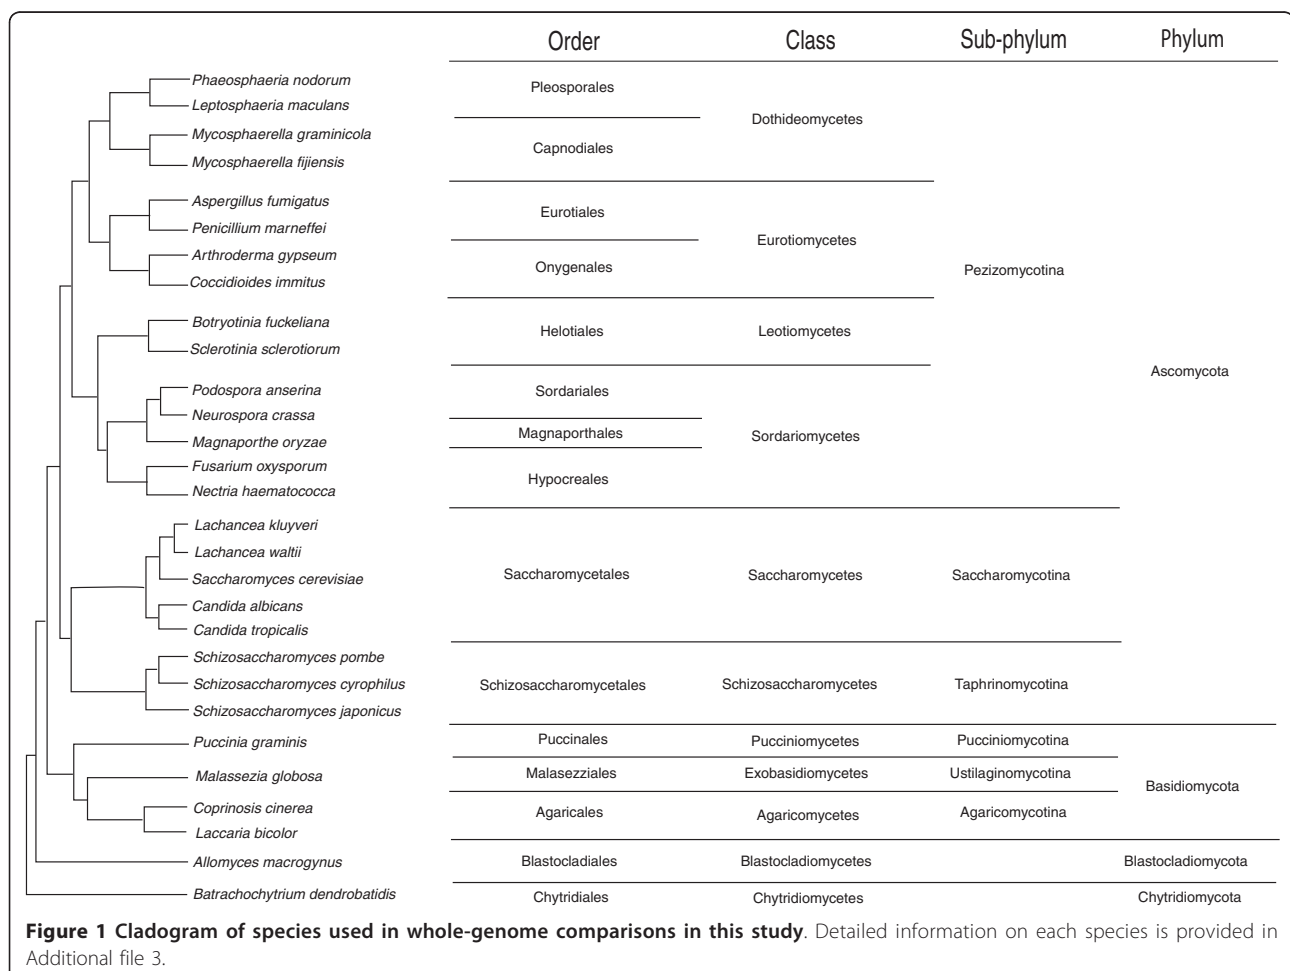 Order Class Sub-phylum Phylum
Phaeosphaeria nodorum
Pleosporales
Leptosphaeria maculans
Dothideomycetes
Mycosphaerella graminicola
Capnodiales
Mycosphaerella fijiensis
Aspergillus fumigatus
Eurotiales
Penicillium marneffei
Eurotiomycetes
Arthroderma gypseum
Onygenales
Pezizomycotina
Coccidioides immitus
Botryotinia fuckeliana
Helotiales Leotiomycetes
Sclerotinia sclerotiorum
Ascomycota
Podospora anserina
Sordariales
Neurospora crassa
Magnaporthales
Sordariomycetes
Magnaporthe oryzae
Fusarium oxysporum
Hypocreales
Nectria haematococca
Lachancea kluyveri
Lachancea waltii
Saccharomycetales Saccharomycetes Saccharomycotina
Saccharomyces cerevisiae
Candida albicans
Candida tropicalis
Schizosaccharomyces pombe
Schizosaccharomyces cyrophilus Schizosaccharomycetales Schizosaccharomycetes Taphrinomycotina
Schizosaccharomyces japonicus
Puccinia graminis Puccinales Pucciniomycetes Pucciniomycotina
Malassezia globosa Malasezziales Exobasidiomycetes Ustilaginomycotina
Basidiomycota
Coprinosis cinerea
Agaricales Agaricomycetes Agaricomycotina
Laccaria bicolor
Allomyces macrogynus Blastocladiales Blastocladiomycetes Blastocladiomycota
Batrachochytrium dendrobatidis Chytridiales Chytridiomycetes Chytridiomycota
Figure 1 Cladogram of species used in whole-genome comparisons in this study. Detailed information on each species is provided in
Additional file 3.